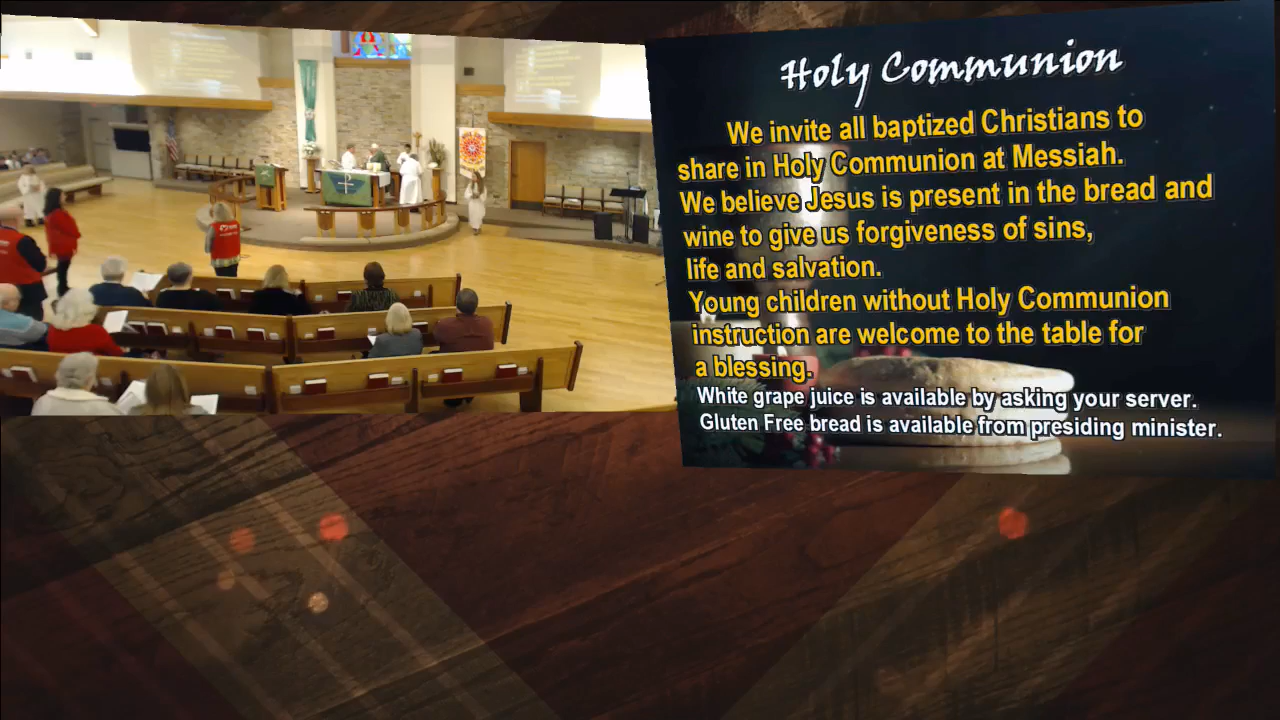 Holy Communion
We invite all baptized Christians to
share in Holy Communion at Messiah.
We believe Jesus is present in the bread and
wine to give us forgiveness of sins,
life and salvation.
Young children without Holy Communion
instruction are welcome to the table for
a blessing.
White grape juice is available by asking your server.
Gluten Free bread is available from presiding minister.